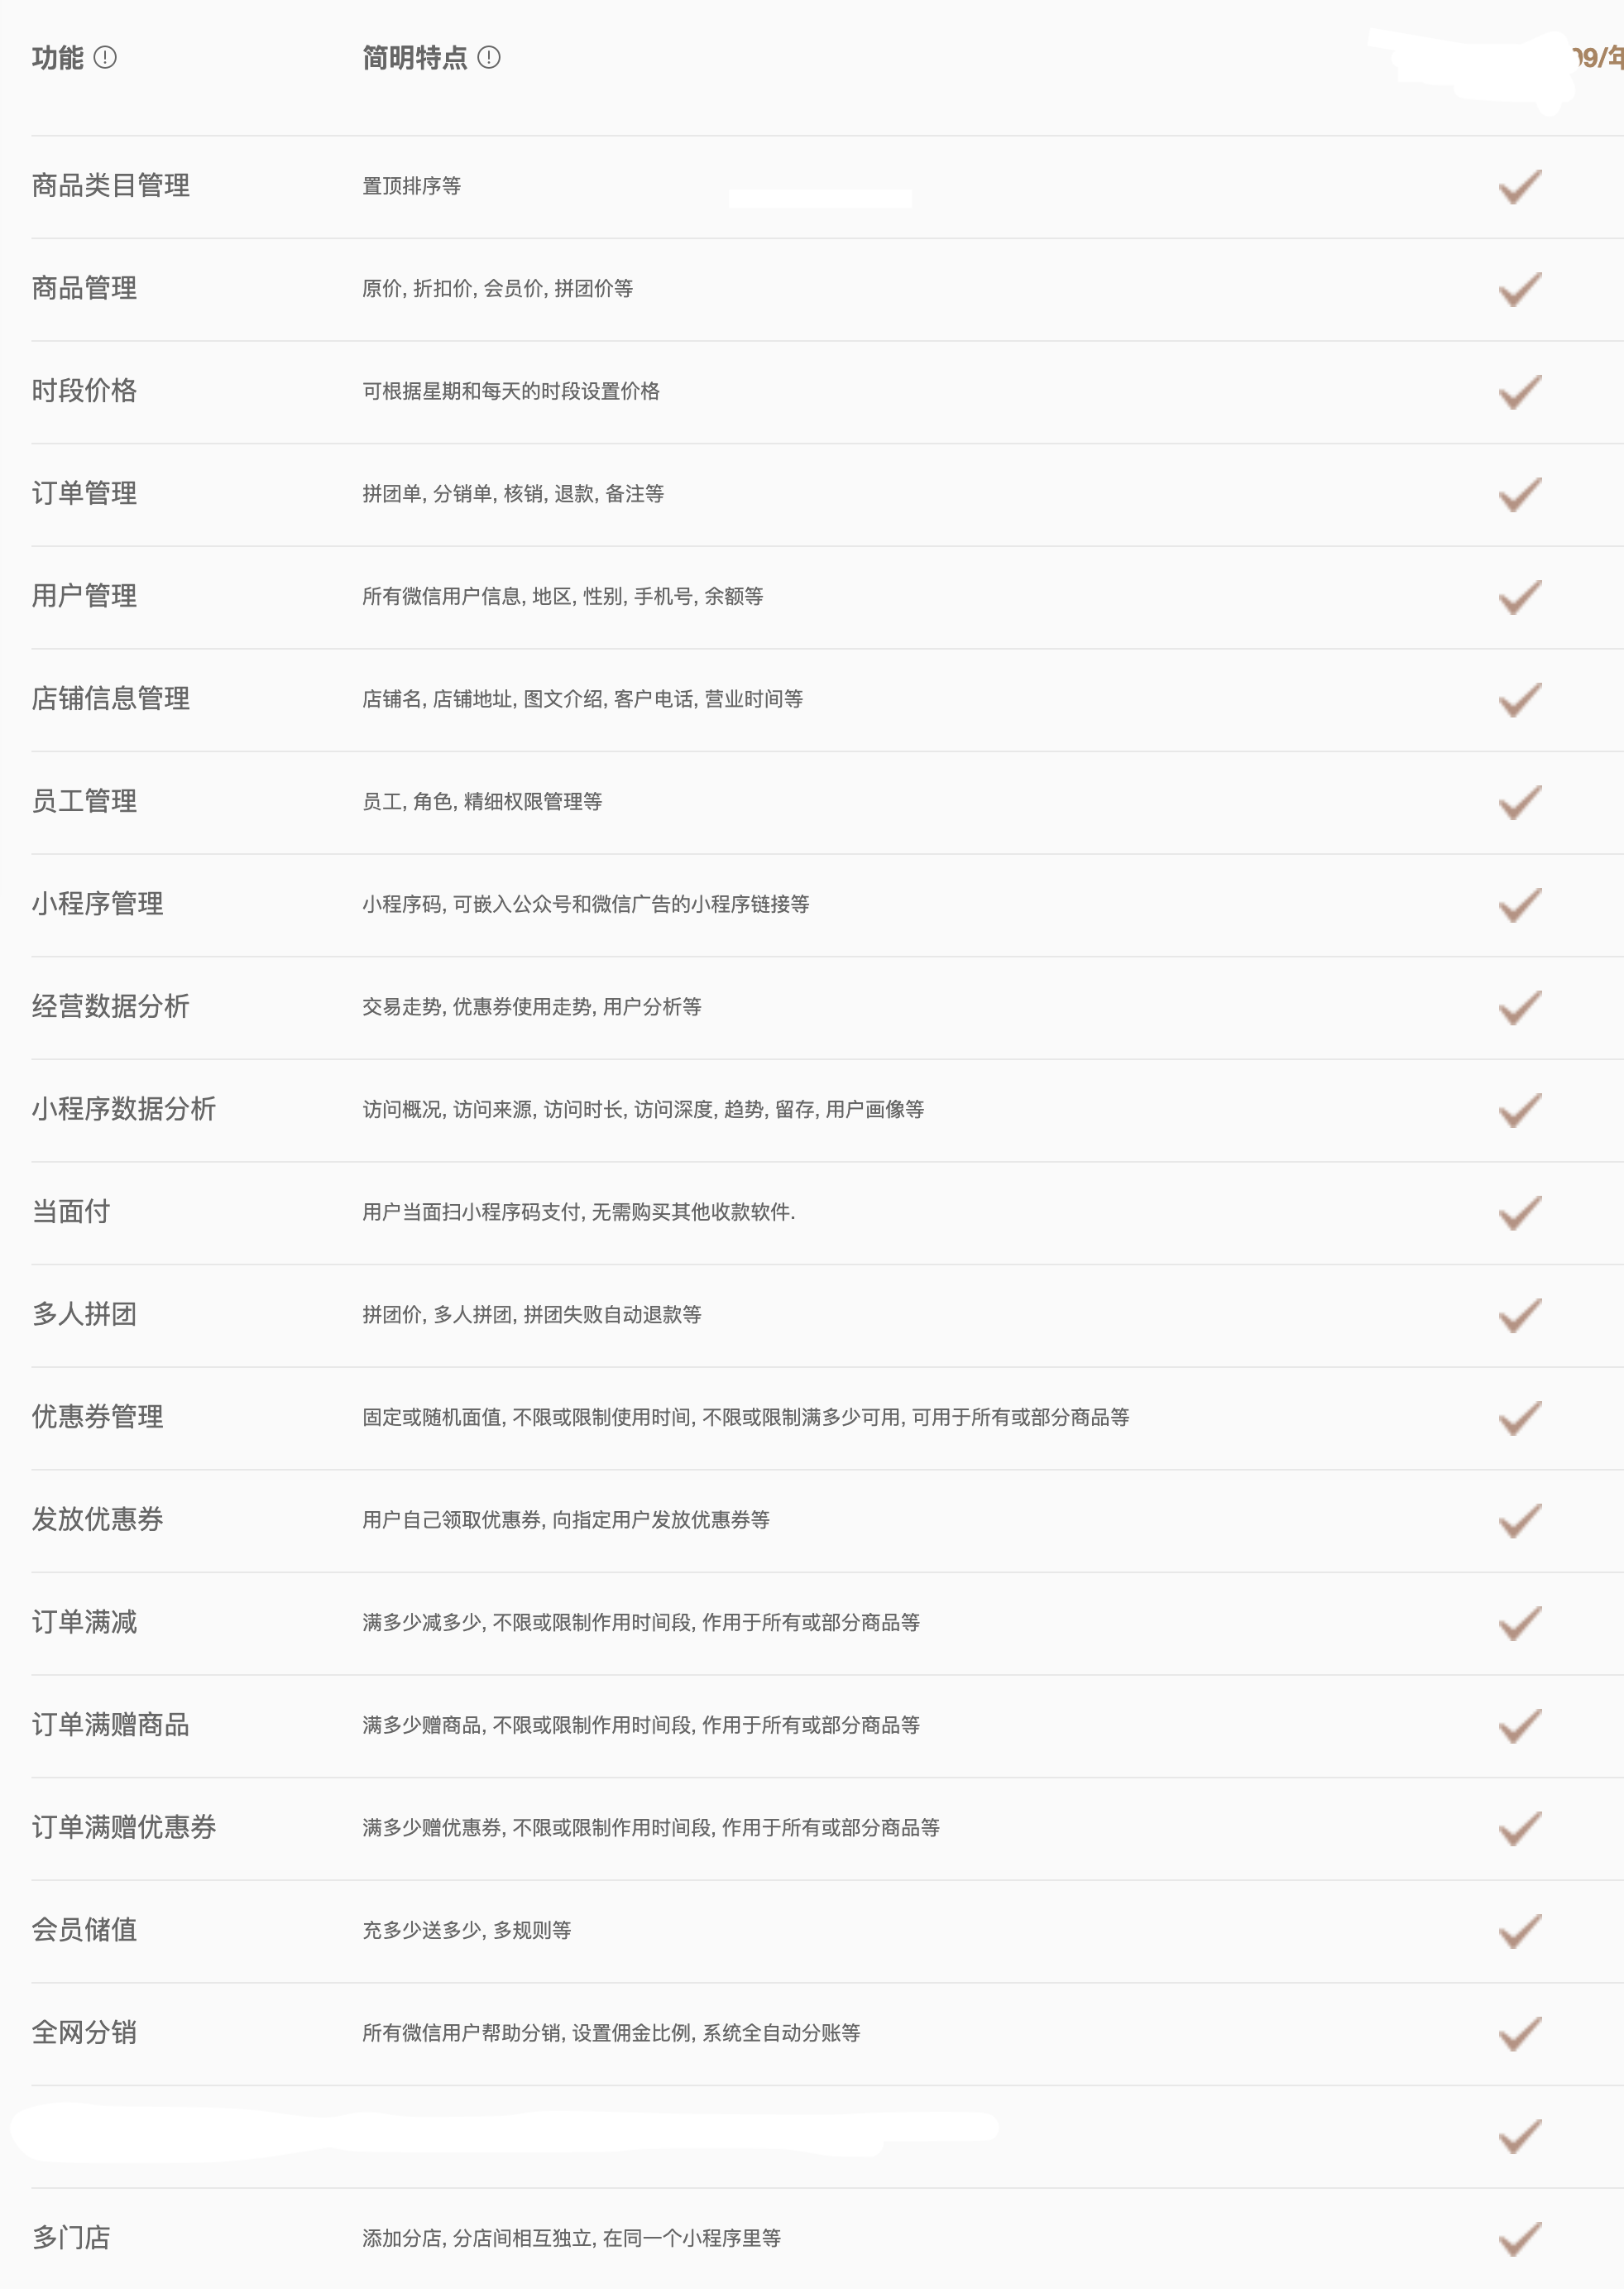 功能 简明特点 09/年
商品类目管理 置顶排序等
商品管理 原价, 折扣价, 会员价, 拼团价等
时段价格 可根据星期和每天的时段设置价格
订单管理 拼团单, 分销单, 核销, 退款, 备注等
用户管理 所有微信用户信息, 地区, 性别, 手机号, 余额等
店铺信息管理 店铺名, 店铺地址, 图文介绍, 客户电话, 营业时间等
员工管理 员工, 角色, 精细权限管理等
小程序管理 小程序码, 可嵌入公众号和微信广告的小程序链接等
经营数据分析 交易走势, 优惠券使用走势, 用户分析等
小程序数据分析 访问概况, 访问来源, 访问时长, 访问深度, 趋势, 留存, 用户画像等
当面付 用户当面扫小程序码支付, 无需购买其他收款软件.
多人拼团 拼团价, 多人拼团, 拼团失败自动退款等
优惠券管理 固定或随机面值, 不限或限制使用时间, 不限或限制满多少可用, 可用于所有或部分商品等
发放优惠券 用户自己领取优惠券, 向指定用户发放优惠券等
订单满减 满多少减多少, 不限或限制作用时间段, 作用于所有或部分商品等
订单满赠商品 满多少赠商品, 不限或限制作用时间段, 作用于所有或部分商品等
订单满赠优惠券 满多少赠优惠券, 不限或限制作用时间段, 作用于所有或部分商品等
会员储值 充多少送多少, 多规则等
全网分销 所有微信用户帮助分销, 设置佣金比例, 系统全自动分账等
多门店 添加分店, 分店间相互独立, 在同一个小程序里等